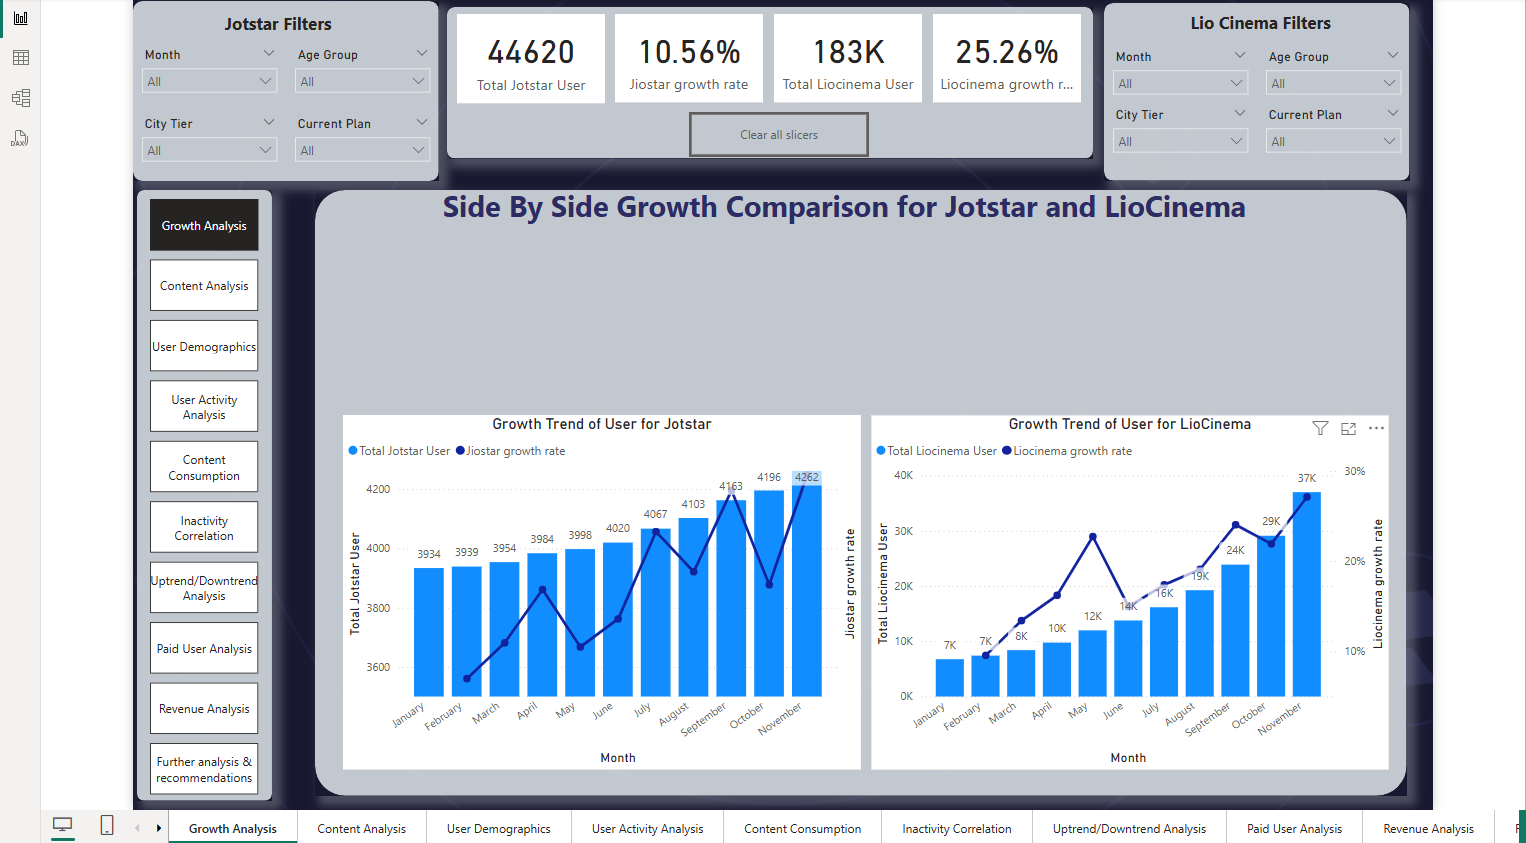 Jotstar Filters
Month
All
Age Group
All
City Tier
All
Current Plan
All
44620
Total Jotstar User
10.56%
Jiostar growth rate
183K
Total Liocinema User
25.26%
Liocinema growth r...
Clear all slicers
Lio Cinema Filters
Month
All
Age Group
All
City Tier
All
Current Plan
All
DAX
Growth Analysis
Content Analysis
User Demographics
User Activity
Analysis
Content
Consumption
Inactivity
Correlation
Uptrend/Downtrend
Analysis
Paid User Analysis
Revenue Analysis
Further analysis &
recommendations
Side By Side Growth Comparison for Jotstar and LioCinema
Growth Trend of User for Jotstar
Total Jotstar User
Jiostar growth rate
4200
4000
3800
3600
Total Jotstar User
3934
3939
3954
3984
3998
4020
4067
4103
4163
4196
4262
Jiostar growth rate
January
February
March
April
May
June
July
August
September
October
November
Month
Growth Trend of User for LioCinema
Total Liocinema User
Liocinema growth rate
40K
30K
20K
10K
0K
Total Liocinema User
7K
7K
8K
10K
12K
14K
16K
19K
24K
29K
37K
30%
20%
10%
Liocinema growth rate
January
February
March
April
May
June
July
August
September
October
November
Month
Growth Analysis
Content Analysis
User Demographics
User Activity Analysis
Content Consumption
Inactivity Correlation
Uptrend/Downtrend Analysis
Paid User Analysis
Revenue Analysis